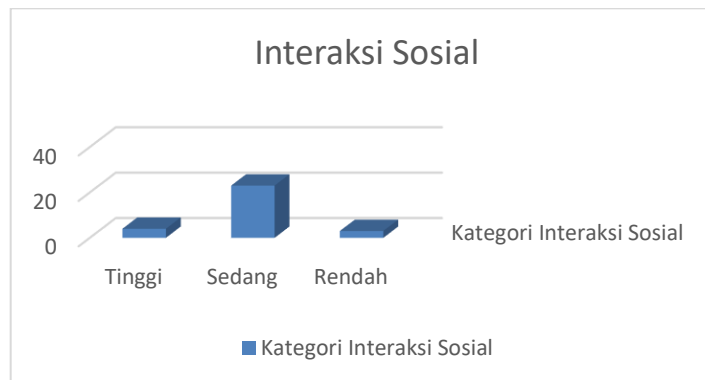 Interaksi Sosial
40
20
0
Kategori Interaksi Sosial
Tinggi Sedang Rendah
Kategori Interaksi Sosial